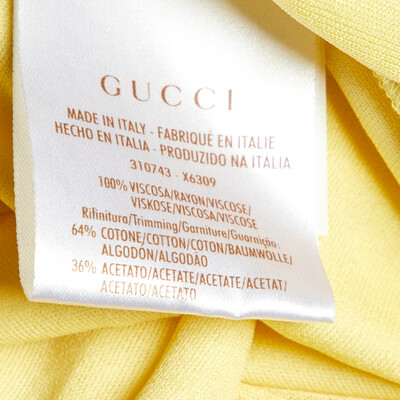 GUCCI
MADE IN ITALY - FABRIQUÉ EN ITALIE
HECHO EN ITALIA - PRODUZIDO NA ITALIA
310743 - X6309
100% VISCOSA/RAYON/VISCOSE/
VISKOSE/VISCOSA/VISCOSE
Rifinitura/Trimming/Garniture/Guarnição:
64% COTONE/COTTON/COTON/BAUMWOLLE/
ALGODÓN/ALGODÃO
36% ACETATO/ACETATE/ACETATE/ACETAT/
ACETATO/ACETATO